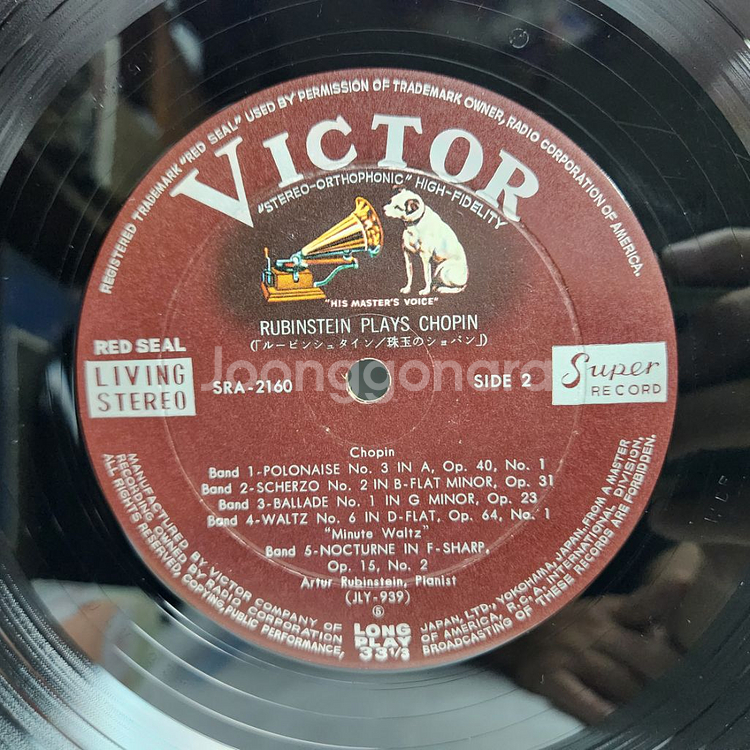 REGISTERED TRADEMARK "RED SEAL" USED BY PERMISSION OF TRADEMARK OWNER, RADIO CORPORATION OF AMERICA.
VICTOR
"STEREO-ORTHOPHONIC" HIGH-FIDELITY
"HIS MASTER'S VOICE"
RUBINSTEIN PLAYS CHOPIN
(『ルービンシュタイン/珠玉のショパン』)
RED SEAL
LIVING STEREO
SRA-2160
Joonggonara
SIDE 2
Super
RECORD
Chopin
Band 1-POLONAISE No. 3 IN A, Op. 40, No. 1
Band 2-SCHERZO No. 2 IN B-FLAT MINOR, Op. 31
Band 3-BALLADE No. 1 IN G MINOR, Op. 23
Band 4-WALTZ No. 6 IN D-FLAT, Op. 64, No. 1
"Minute Waltz"
Band 5-NOCTURNE IN F-SHARP,
Op. 15, No. 2
Artur Rubinstein, Pianist
(JLY-939)
LONG
PLAY
33 1/3
MANUFACTURED BY VICTOR COMPANY OF JAPAN, LTD., YOKOHAMA, JAPAN, FROM A MASTER
RECORDING OWNED BY RADIO CORPORATION OF AMERICA, R.C.A. INTERNATIONAL DIVISION,
ALL RIGHTS RESERVED, COPYING, PUBLIC PERFORMANCE, BROADCASTING OF THESE RECORDS ARE FORBIDDEN.